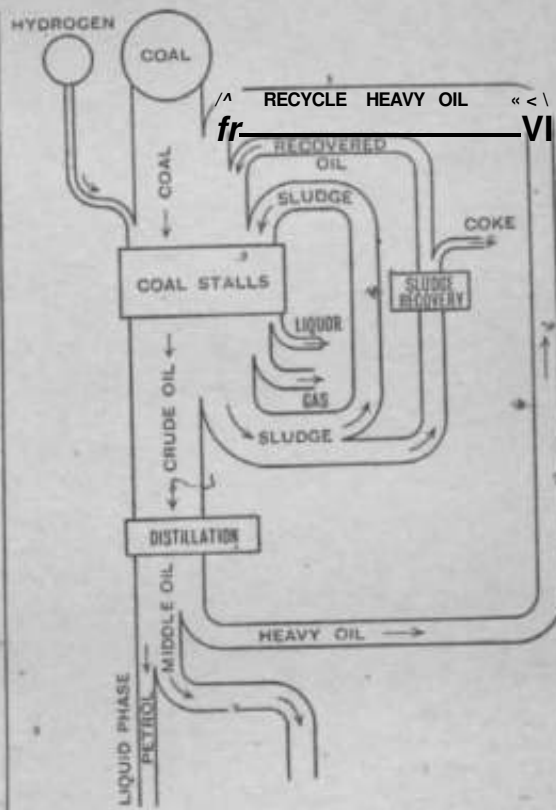 HYDROGEN
COAL
RECYCLE HEAVY OIL
RECOVERED
OIL
SLUDGE
COAL
COKE
COAL STALLS
SLUDGE
RECOVERY
LIQUOR
GAS
CRUDE OIL
SLUDGE
DISTILLATION
MIDDLE OIL
HEAVY OIL
LIQUID PHASE
PETROL